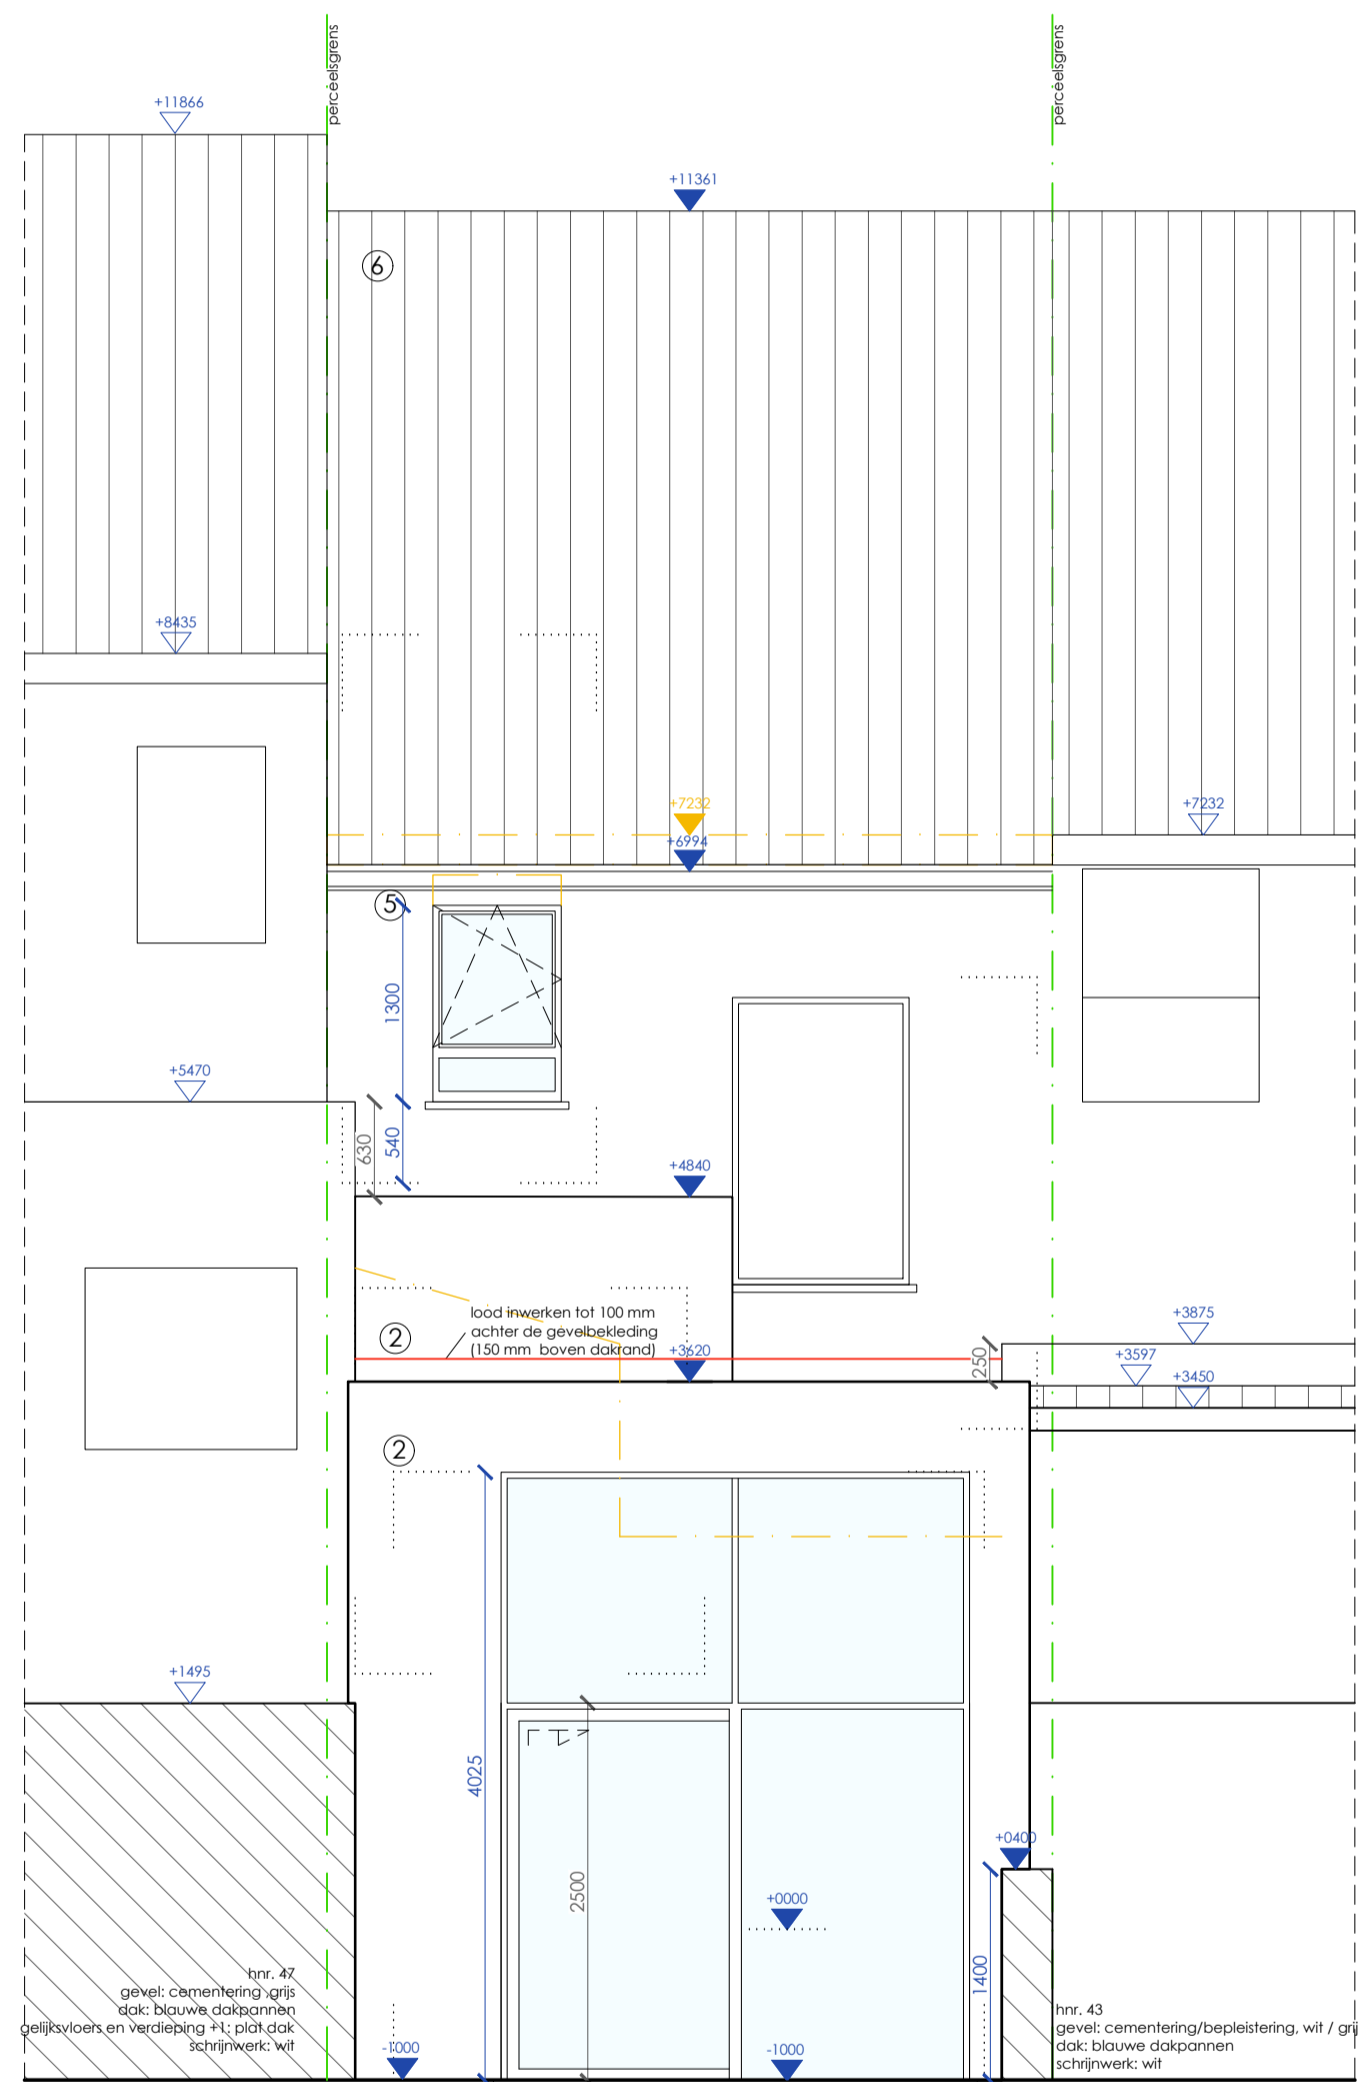 perceelsgrens
perceelsgrens
+11866
+11361
6
+8435
+7232
+7232
+6994
5
1300
+5470
630
540
+4840
lood inwerken tot 100 mm
achter de gevelbekleding
(150 mm boven dakrand)
2
+3620
+3875
250
+3597
+3450
2
+1495
4025
+0400
2500
+0000
1400
hnr. 47
gevel: cementering ,grijs
dak: blauwe dakpannen
gelijksvloers en verdieping +1: plat dak
schrijnwerk: wit
-1000
-1000
hnr. 43
gevel: cementering/bepleistering, wit / grij
dak: blauwe dakpannen
schrijnwerk: wit